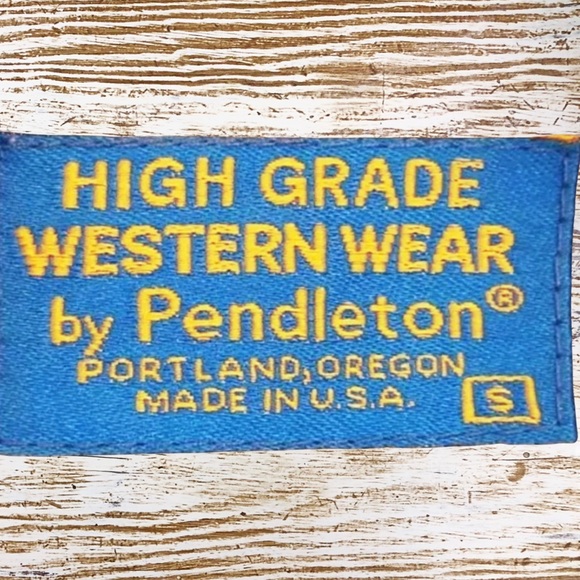 HIGH GRADE
WESTERN WEAR
by Pendleton®
PORTLAND, OREGON
MADE IN U.S.A.
S